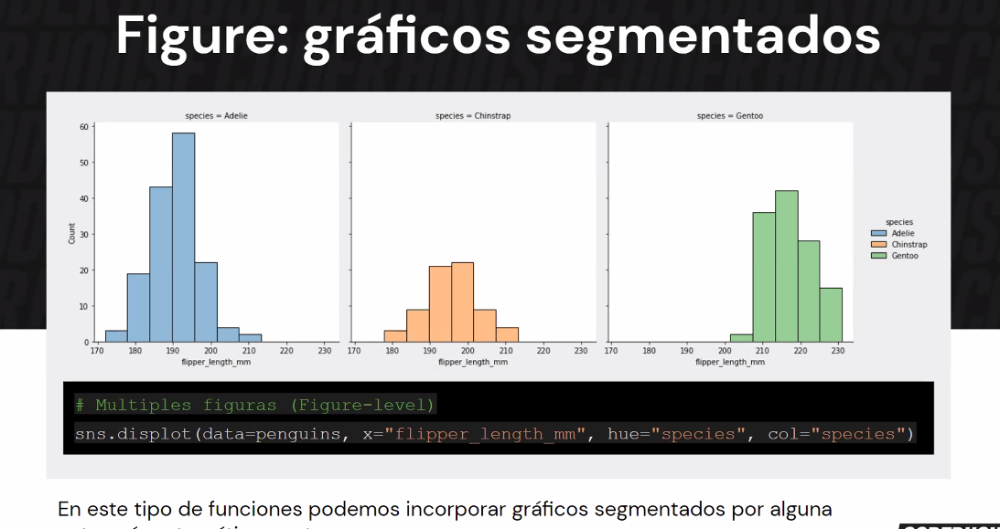 Figure: gráficos segmentados
species = Adelie
species = Chinstrap
species = Gentoo
60
50
40
30
20
10
0
Count
170 180 190 200 210 220 230
170 180 190 200 210 220 230
170 180 190 200 210 220 230
flipper_length_mm
flipper_length_mm
flipper_length_mm
species
Adelie
Chinstrap
Gentoo
# Multiples figuras (Figure-level)
sns.displot(data=penguins, x="flipper_length_mm", hue="species", col="species")
En este tipo de funciones podemos incorporar gráficos segmentados por alguna